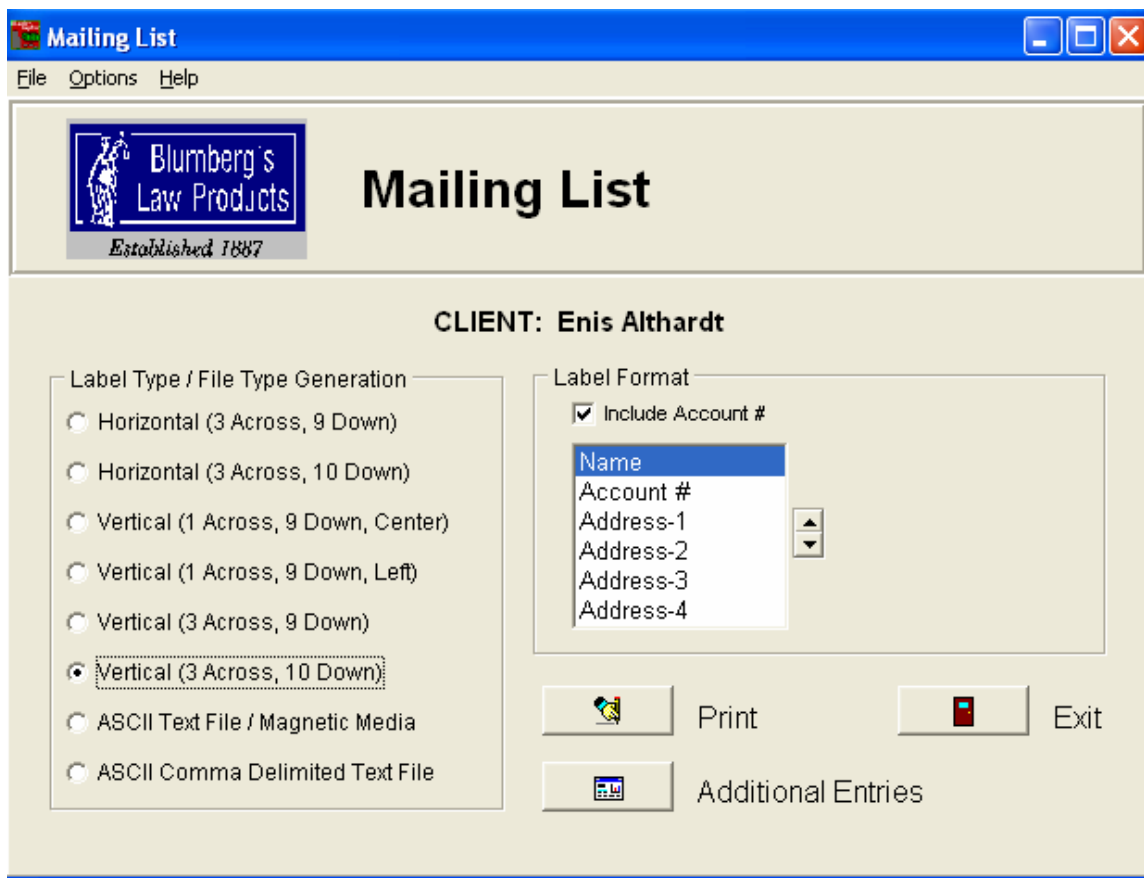 Mailing List
File Options Help
Blumberg's
Law Products
Established 1887
Mailing List
CLIENT: Enis Althardt
Label Type / File Type Generation
Horizontal (3 Across, 9 Down)
Horizontal (3 Across, 10 Down)
Vertical (1 Across, 9 Down, Center)
Vertical (1 Across, 9 Down, Left)
Vertical (3 Across, 9 Down)
Vertical (3 Across, 10 Down)
ASCII Text File / Magnetic Media
ASCII Comma Delimited Text File
Label Format
Include Account #
Name
Account #
Address-1
Address-2
Address-3
Address-4
Print
Exit
Additional Entries